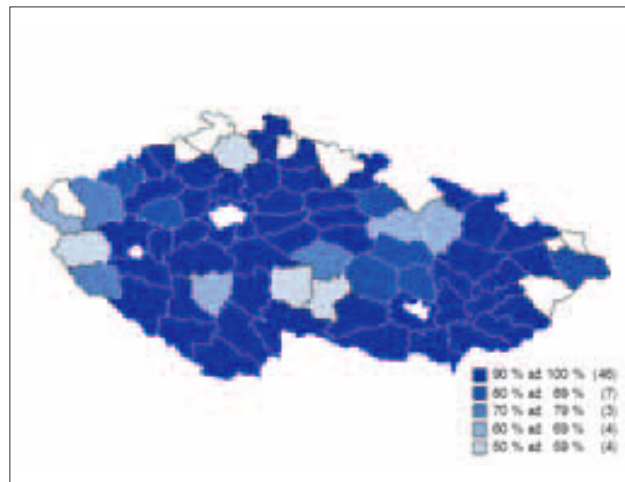 90 % až 100 % (46)
80 % až 89 % (7)
70 % až 79 % (3)
60 % až 69 % (4)
50 % až 59 % (4)